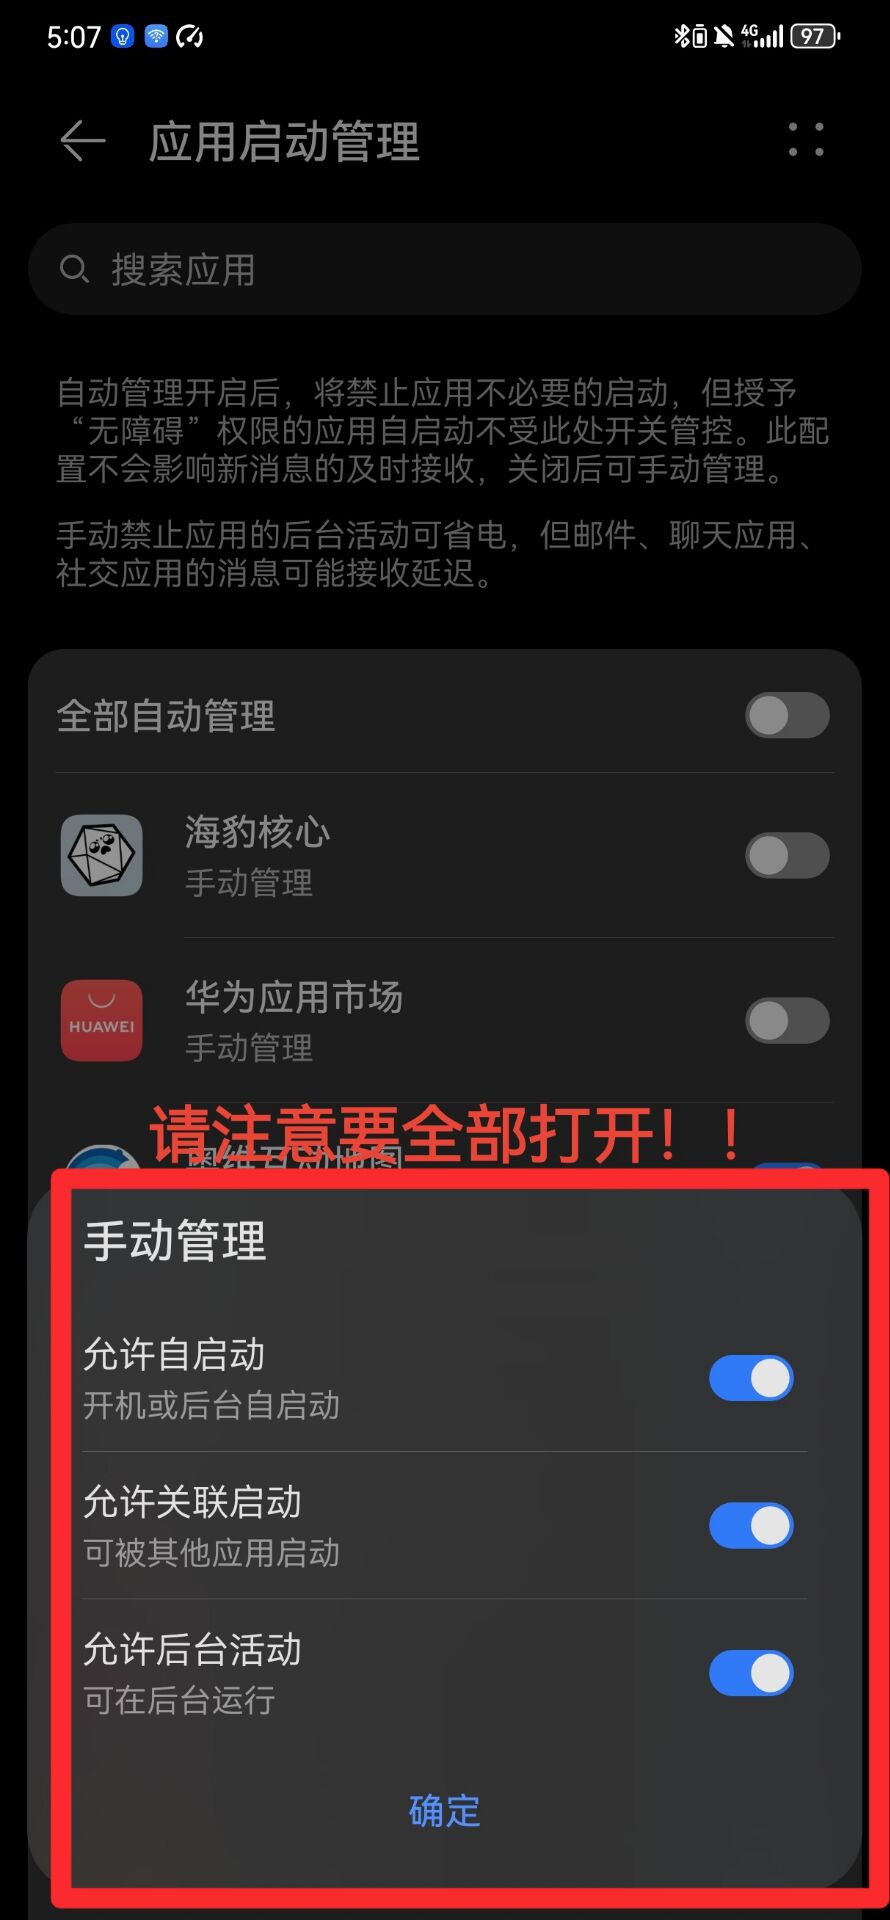 5:07
4G
97
应用启动管理
搜索应用
自动管理开启后，将禁止应用不必要的启动，但授予
“无障碍”权限的应用自启动不受此处开关管控。此配
置不会影响新消息的及时接收，关闭后可手动管理。
手动禁止应用的后台活动可省电，但邮件、聊天应用、
社交应用的消息可能接收延迟。
全部自动管理
海豹核心
手动管理
HUAWEI
华为应用市场
手动管理
请注意要全部打开！！
奥维互动地图
手动管理
允许自启动
开机或后台自启动
允许关联启动
可被其他应用启动
允许后台活动
可在后台运行
确定